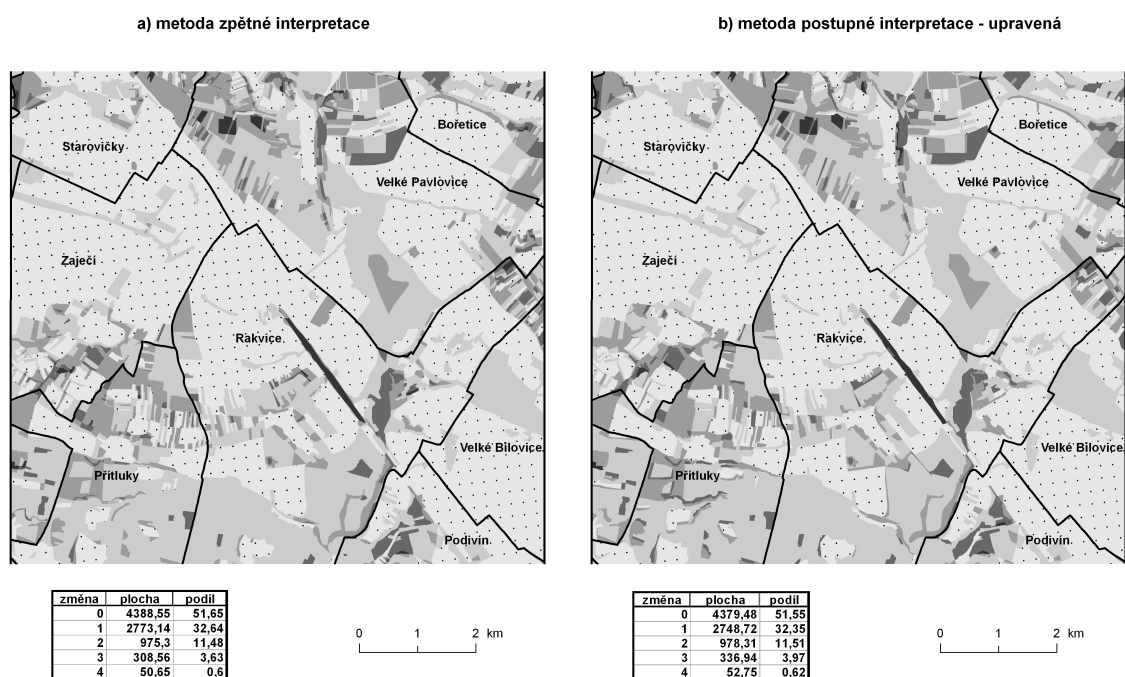 a) metoda zpětné interpretace
b) metoda postupné interpretace - upravená
Starovičky
Bořetice
Velké Pavlovice
Zaječí
Rakvice
Velké Bílovice
Přítluky
Podivín
Starovičky
Bořetice
Velké Pavlovice
Zaječí
Rakvice
Velké Bílovice
Přítluky
Podivín
změna plocha podíl
0 4388,55 51,65
1 2773,14 32,64
2 975,3 11,48
3 308,56 3,63
4 50,65 0,6
0 1 2 km
změna plocha podíl
0 4379,48 51,55
1 2748,72 32,35
2 978,31 11,51
3 336,94 3,97
4 52,75 0,62
0 1 2 km